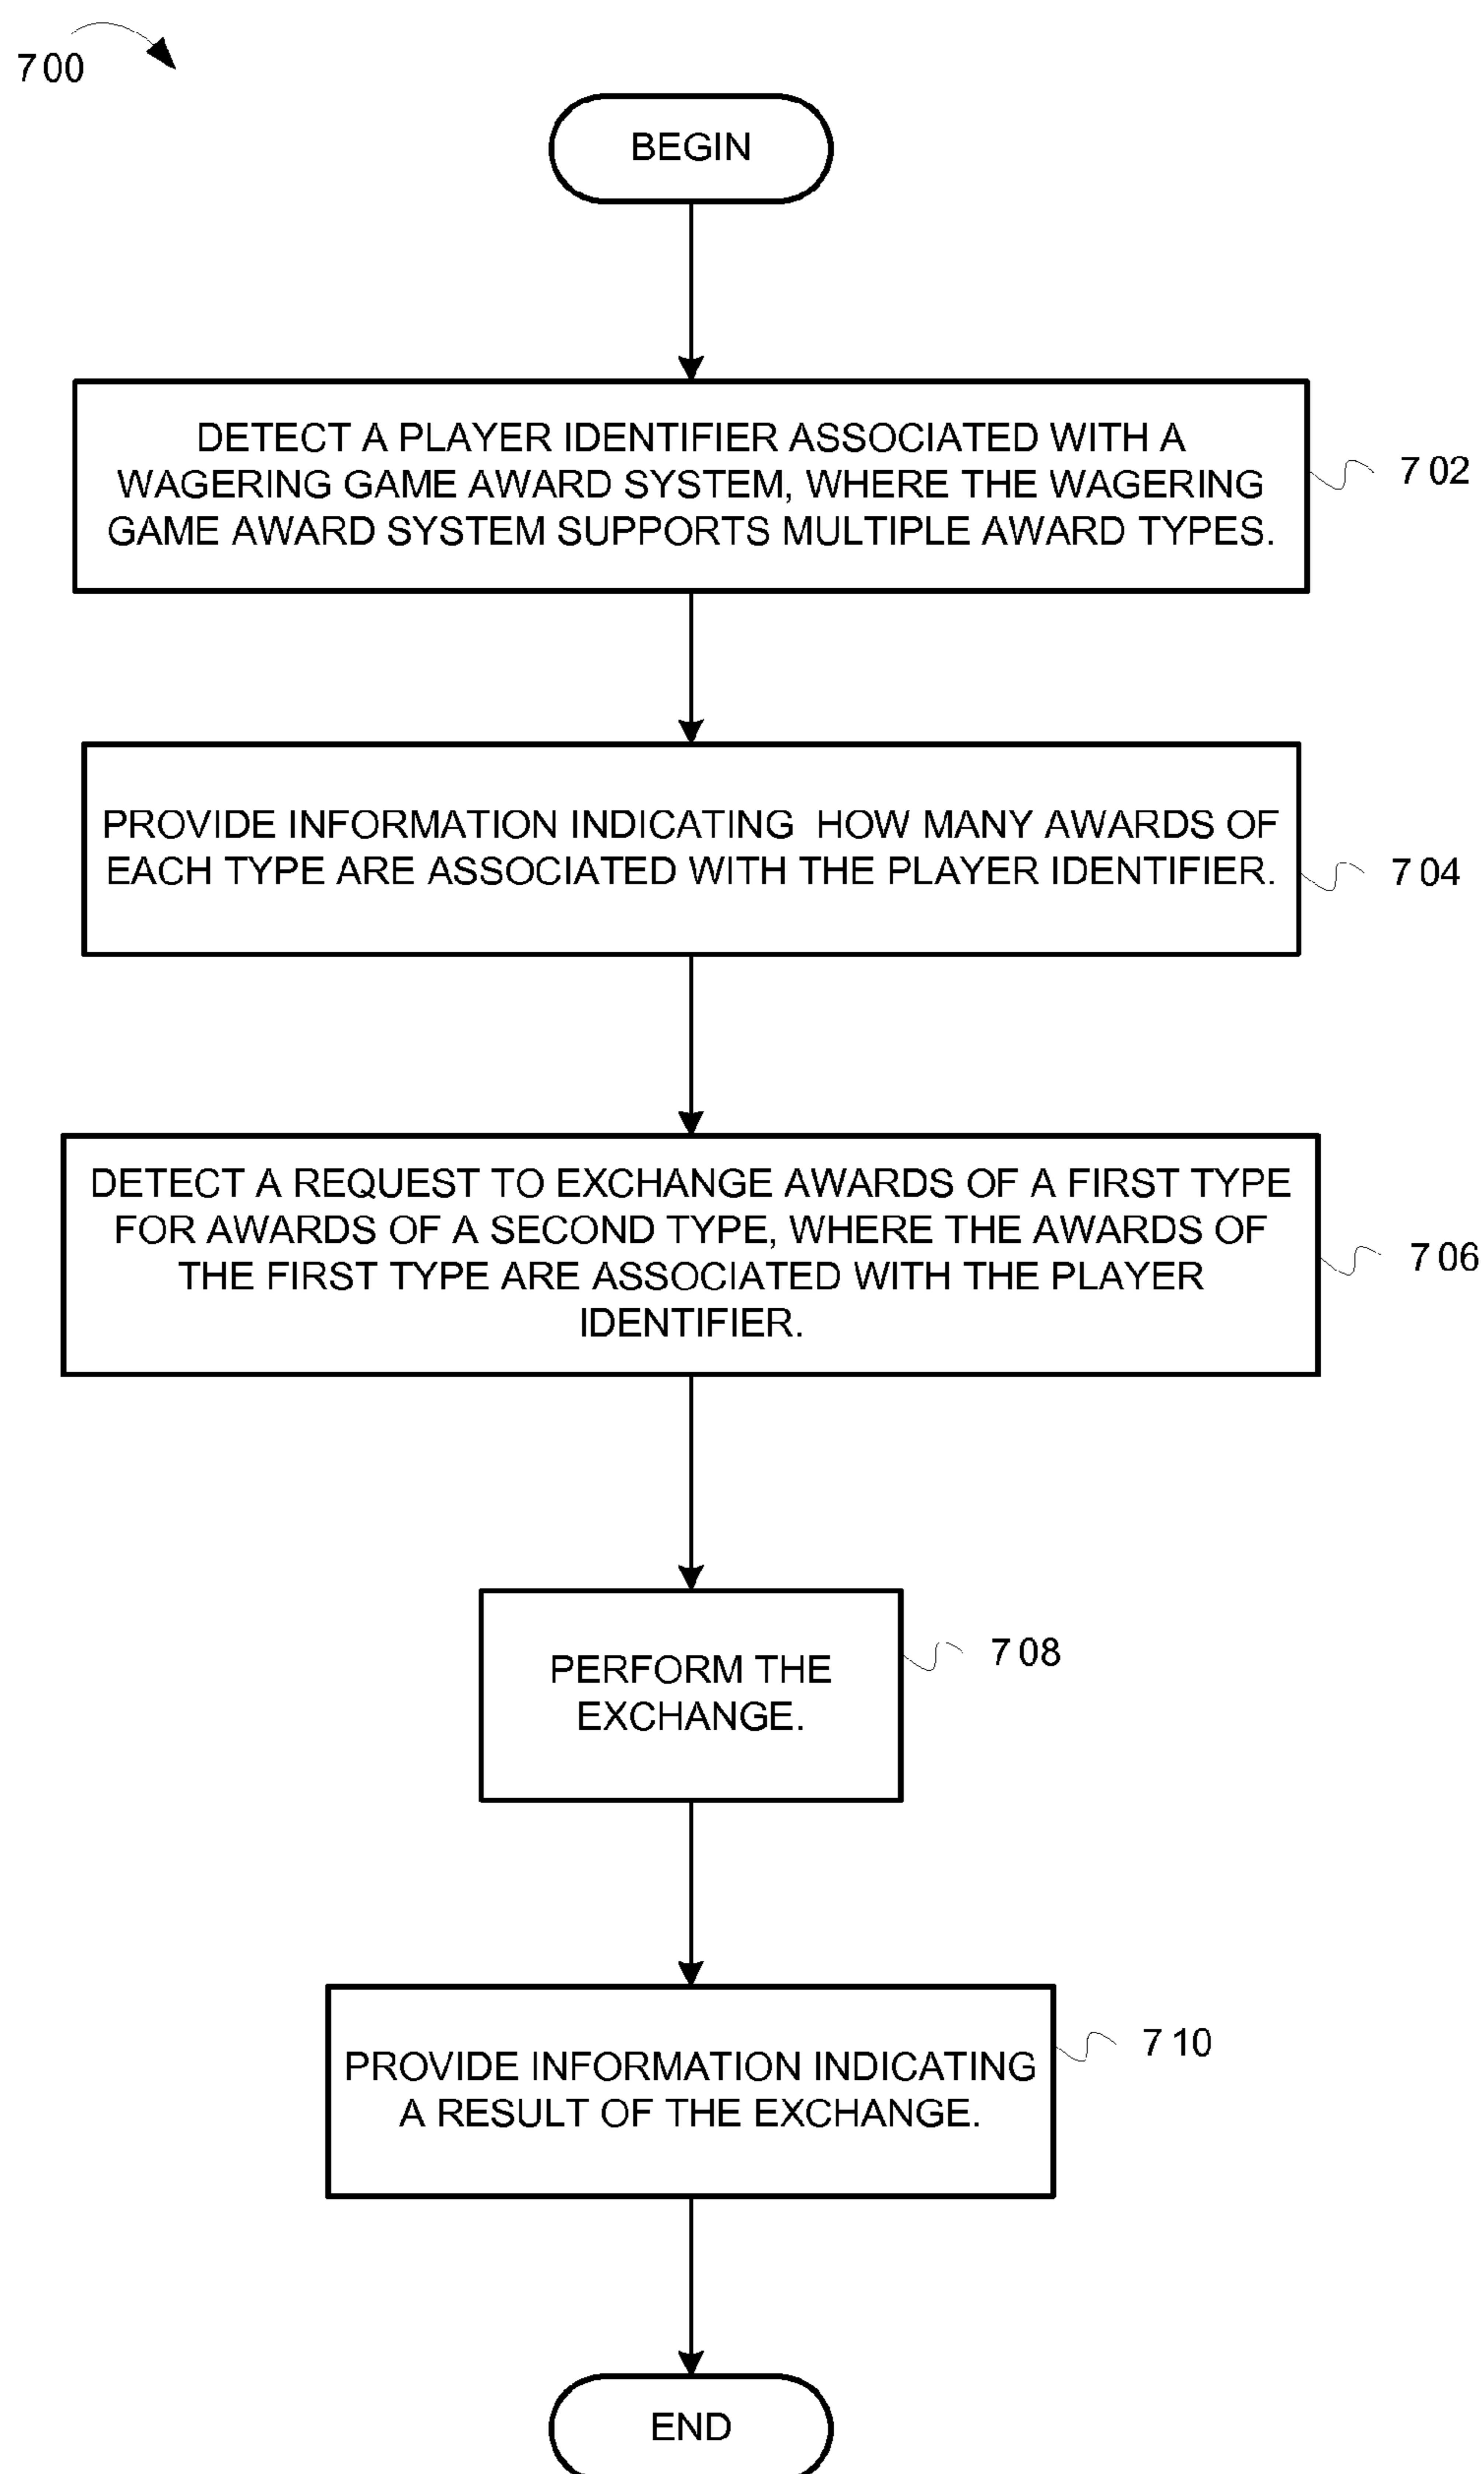 700
BEGIN
DETECT A PLAYER IDENTIFIER ASSOCIATED WITH A
WAGERING GAME AWARD SYSTEM, WHERE THE WAGERING
GAME AWARD SYSTEM SUPPORTS MULTIPLE AWARD TYPES.
702
PROVIDE INFORMATION INDICATING HOW MANY AWARDS OF
EACH TYPE ARE ASSOCIATED WITH THE PLAYER IDENTIFIER.
704
DETECT A REQUEST TO EXCHANGE AWARDS OF A FIRST TYPE
FOR AWARDS OF A SECOND TYPE, WHERE THE AWARDS OF
THE FIRST TYPE ARE ASSOCIATED WITH THE PLAYER
IDENTIFIER.
706
PERFORM THE
EXCHANGE.
708
PROVIDE INFORMATION INDICATING
A RESULT OF THE EXCHANGE.
710
END